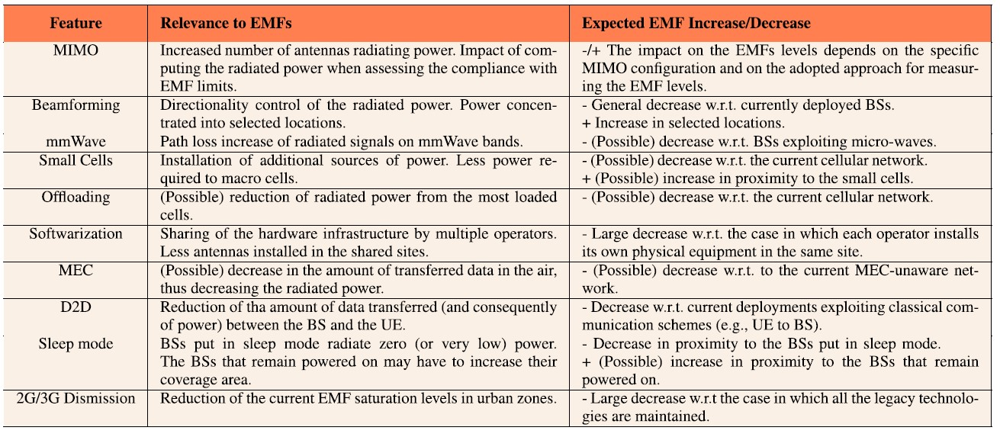 Feature Relevance to EMFs Expected EMF Increase/Decrease
MIMO Increased number of antennas radiating power. Impact of com- -/+ The impact on the EMFs levels depends on the specific
puting the radiated power when assessing the compliance with MIMO configuration and on the adopted approach for measur-
EMF limits. ing the EMF levels.
Beamforming Directionality control of the radiated power. Power concen- - General decrease w.r.t. currently deployed BSs.
trated into selected locations. + Increase in selected locations.
mmWave Path loss increase of radiated signals on mmWave bands. - (Possible) decrease w.r.t. BSs exploiting micro-waves.
Small Cells Installation of additional sources of power. Less power re- - (Possible) decrease w.r.t. the current cellular network.
quired to macro cells. + (Possible) increase in proximity to the small cells.
Offloading (Possible) reduction of radiated power from the most loaded - (Possible) decrease w.r.t. the current cellular network.
cells.
Softwarization Sharing of the hardware infrastructure by multiple operators. - Large decrease w.r.t. the case in which each operator installs
Less antennas installed in the shared sites. its own physical equipment in the same site.
MEC (Possible) decrease in the amount of transferred data in the air, - (Possible) decrease w.r.t. to the current MEC-unaware net-
thus decreasing the radiated power. work.
D2D Reduction of tha amount of data transferred (and consequently - Decrease w.r.t. current deployments exploiting classical com-
of power) between the BS and the UE. munication schemes (e.g., UE to BS).
Sleep mode BSs put in sleep mode radiate zero (or very low) power. - Decrease in proximity to the BSs put in sleep mode.
The BSs that remain powered on may have to increase their + (Possible) increase in proximity to the BSs that remain
coverage area. powered on.
2G/3G Dismission Reduction of the current EMF saturation levels in urban zones. - Large decrease w.r.t the case in which all the legacy technolo-
gies are maintained.